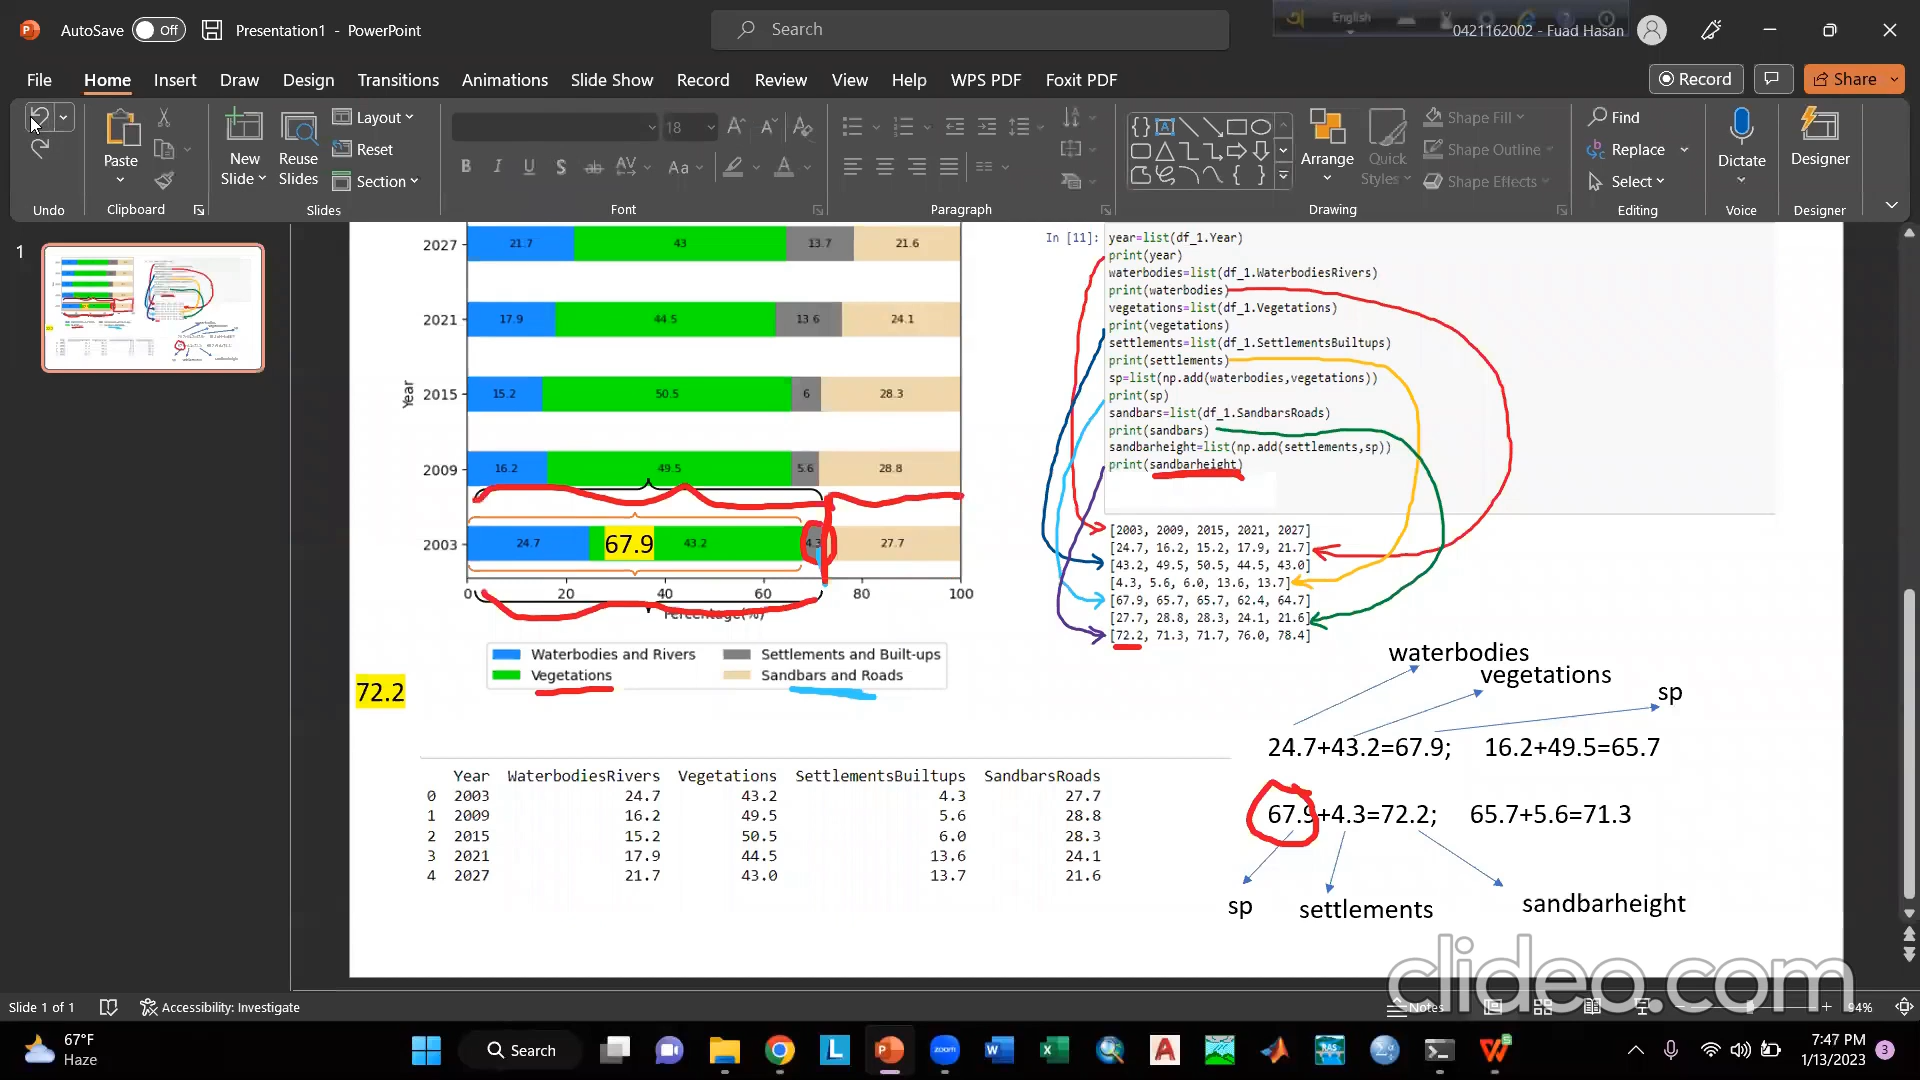 AutoSave Off Presentation1 - PowerPoint Search English 0421162002 - Fuad Hasan
File Home Insert Draw Design Transitions Animations Slide Show Record Review View Help WPS PDF Foxit PDF Record Share
Paste New Slide Reuse Slides Layout Reset Section 18 Arrange Quick Styles Shape Fill Shape Outline Shape Effects Find Replace Select Dictate Designer
Undo Clipboard Slides Font Paragraph Drawing Editing Voice Designer
1
2027 21.7 43 13.7 21.6
2021 17.9 44.5 13.6 24.1
Year
2015 15.2 50.5 6 28.3
2009 16.2 49.5 5.6 28.8
2003 24.7 67.9 43.2 4.3 27.7
0 20 40 60 80 100
Percentage(%)
Waterbodies and Rivers Settlements and Built-ups
Vegetations Sandbars and Roads
72.2
Year WaterbodiesRivers Vegetations SettlementsBuiltups SandbarsRoads
0 2003 24.7 43.2 4.3 27.7
1 2009 16.2 49.5 5.6 28.8
2 2015 15.2 50.5 6.0 28.3
3 2021 17.9 44.5 13.6 24.1
4 2027 21.7 43.0 13.7 21.6
In [11]: year=list(df_1.Year)
print(year)
waterbodies=list(df_1.WaterbodiesRivers)
print(waterbodies)
vegetations=list(df_1.Vegetations)
print(vegetations)
settlements=list(df_1.SettlementsBuiltups)
print(settlements)
sp=list(np.add(waterbodies,vegetations))
print(sp)
sandbars=list(df_1.SandbarsRoads)
print(sandbars)
sandbarheight=list(np.add(settlements,sp))
print(sandbarheight)
[2003, 2009, 2015, 2021, 2027]
[24.7, 16.2, 15.2, 17.9, 21.7]
[43.2, 49.5, 50.5, 44.5, 43.0]
[4.3, 5.6, 6.0, 13.6, 13.7]
[67.9, 65.7, 65.7, 62.4, 64.7]
[27.7, 28.8, 28.3, 24.1, 21.6]
[72.2, 71.3, 71.7, 76.0, 78.4]
waterbodies
vegetations
sp
24.7+43.2=67.9; 16.2+49.5=65.7
67.9+4.3=72.2; 65.7+5.6=71.3
sp settlements sandbarheight
clideo.com
Slide 1 of 1 Accessibility: Investigate Notes 94%
67°F
Haze
Search
7:47 PM
1/13/2023
3